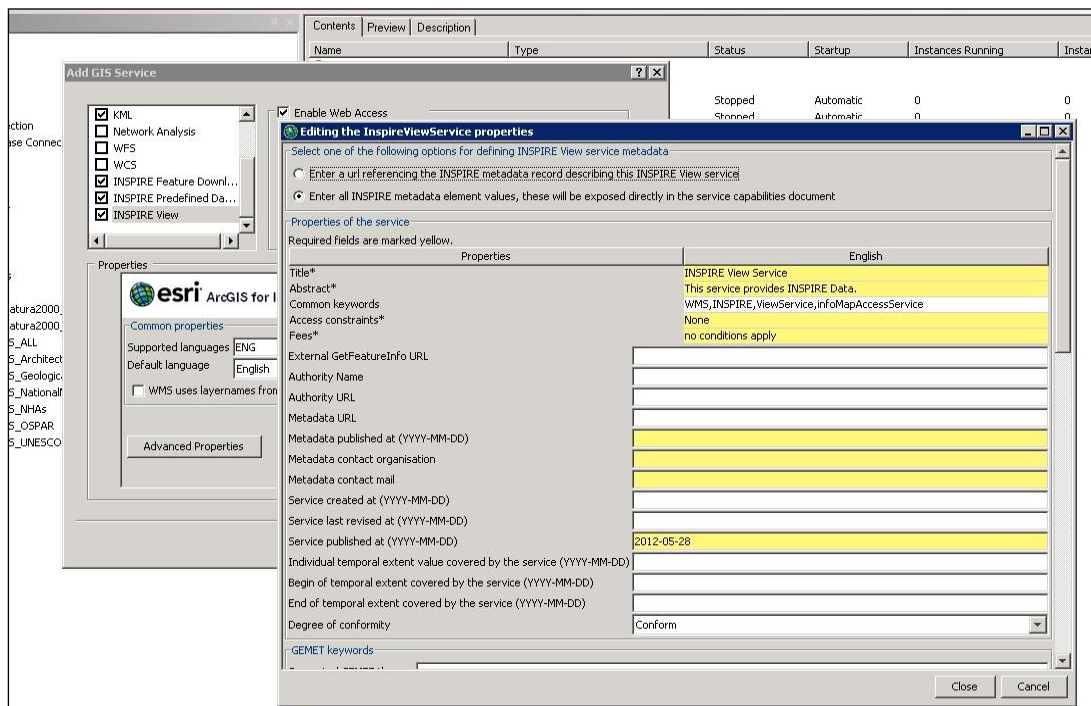 Contents Preview Description
Name Type Status Startup Instances Running Instan
Add GIS Service
Stopped Automatic 0 0
Stopped Automatic 0 0
ection
ase Connec
atura2000_
atura2000_
S_ALL
S_Architect
S_Geologic
S_National
S_NHAs
S_OSPAR
S_UNESCO
KML
Network Analysis
WFS
WCS
INSPIRE Feature Downl...
INSPIRE Predefined Da...
INSPIRE View
Enable Web Access
Properties
esri ArcGIS for I
Common properties
Supported languages ENG
Default language English
WMS uses layernames from
Advanced Properties
Editing the InspireViewService properties
Select one of the following options for defining INSPIRE View service metadata
Enter a url referencing the INSPIRE metadata record describing this INSPIRE View service
Enter all INSPIRE metadata element values, these will be exposed directly in the service capabilities document
Properties of the service
Required fields are marked yellow.
Properties English
Title* INSPIRE View Service
Abstract* This service provides INSPIRE Data.
Common keywords WMS,INSPIRE,ViewService,infoMapAccessService
Access constraints* None
Fees* no conditions apply
External GetFeatureInfo URL
Authority Name
Authority URL
Metadata URL
Metadata published at (YYYY-MM-DD)
Metadata contact organisation
Metadata contact mail
Service created at (YYYY-MM-DD)
Service last revised at (YYYY-MM-DD)
Service published at (YYYY-MM-DD) 2012-05-28
Individual temporal extent value covered by the service (YYYY-MM-DD)
Begin of temporal extent covered by the service (YYYY-MM-DD)
End of temporal extent covered by the service (YYYY-MM-DD)
Degree of conformity Conform
GEMET keywords
Close Cancel